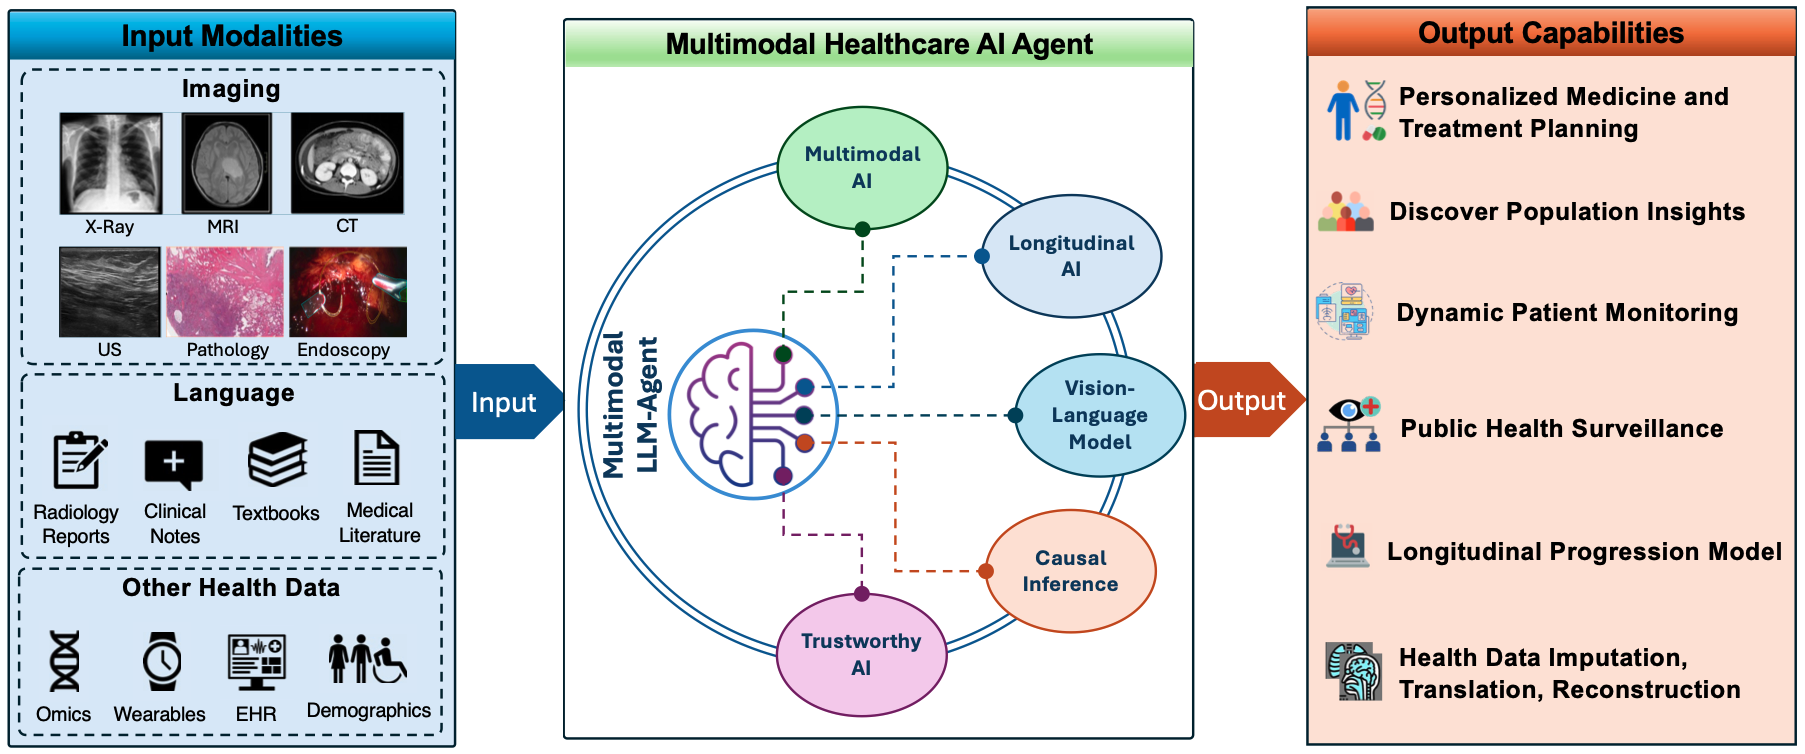 Input Modalities
Imaging
X-Ray
MRI
CT
US
Pathology
Endoscopy
Language
Radiology
Reports
Clinical
Notes
Textbooks
Medical
Literature
Other Health Data
Omics
Wearables
EHR
Demographics
Input
Multimodal Healthcare AI Agent
Multimodal
LLM-Agent
Multimodal
AI
Longitudinal
AI
Vision-
Language
Model
Causal
Inference
Trustworthy
AI
Output
Output Capabilities
Personalized Medicine and
Treatment Planning
Discover Population Insights
Dynamic Patient Monitoring
Public Health Surveillance
Longitudinal Progression Model
Health Data Imputation,
Translation, Reconstruction